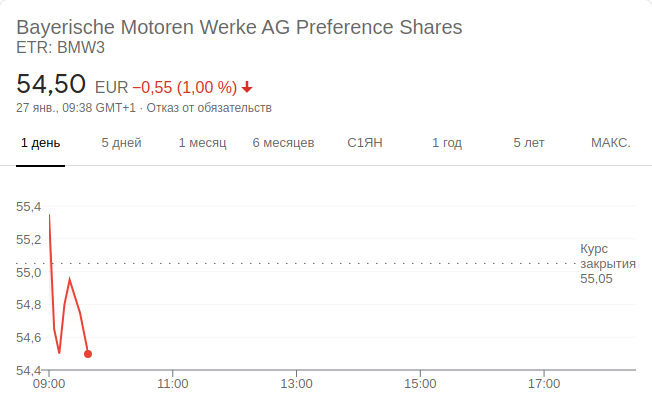 Bayerische Motoren Werke AG Preference Shares
ETR: BMW3
54,50 EUR −0,55 (1,00 %)
27 янв., 09:38 GMT+1 · Отказ от обязательств
1 день 5 дней 1 месяц 6 месяцев С1ЯН 1 год 5 лет МАКС.
55,4
55,2
55,0
54,8
54,6
54,4
Курс
закрытия
55,05
09:00 11:00 13:00 15:00 17:00